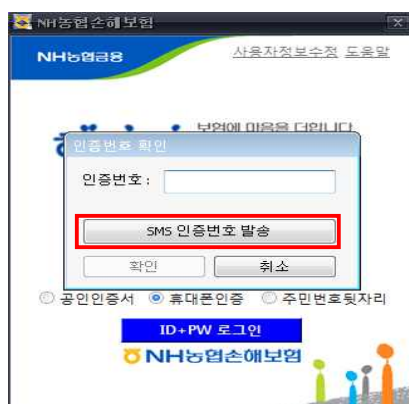 NH농협손해보험
NH농협금융
사용자정보수정 도움말
보험에 마음을 더합니다
인증번호 확인
인증번호 :
SMS 인증번호 발송
확인
취소
공인인증서 휴대폰인증 주민번호뒷자리
ID+PW 로그인
NH농협손해보험